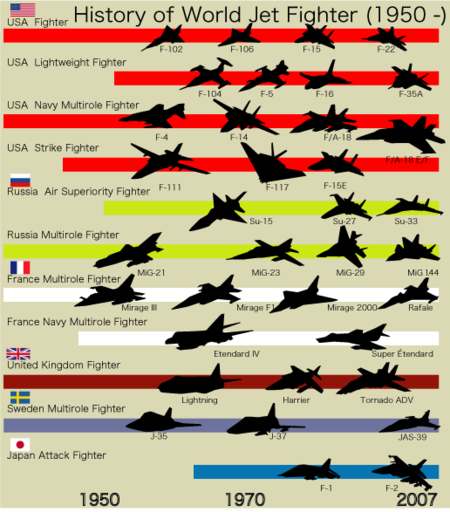 History of World Jet Fighter (1950 -)
USA Fighter
F-102 F-106 F-15 F-22
USA Lightweight Fighter
F-104 F-5 F-16 F-35A
USA Navy Multirole Fighter
F-4 F-14 F/A-18
F/A-18 E/F
USA Strike Fighter
F-111 F-117 F-15E
Russia Air Superiority Fighter
Su-15 Su-27 Su-33
Russia Multirole Fighter
MiG-21 MiG-23 MiG-29 MiG 1.44
France Multirole Fighter
Mirage III Mirage F1 Mirage 2000 Rafale
France Navy Multirole Fighter
Etendard IV Super Étendard
United Kingdom Fighter
Lightning Harrier Tornado ADV
Sweden Multirole Fighter
J-35 J-37 JAS-39
Japan Attack Fighter
F-1 F-2
1950 1970 2007